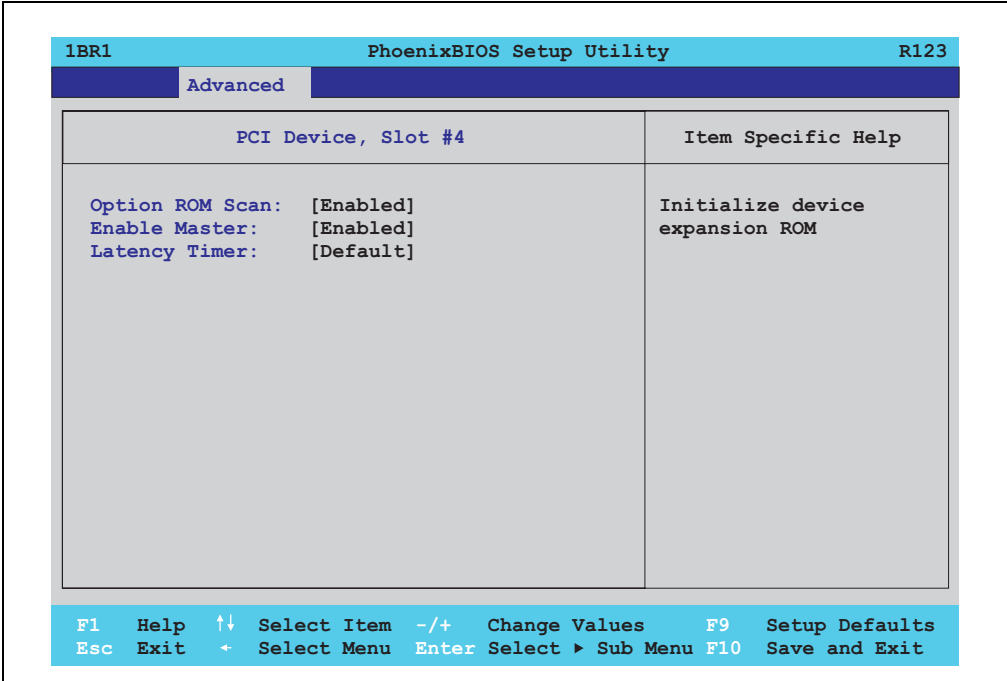 1BR1 PhoenixBIOS Setup Utility R123
Advanced
PCI Device, Slot #4
Item Specific Help
Option ROM Scan: [Enabled]
Enable Master: [Enabled]
Latency Timer: [Default]
Initialize device
expansion ROM
F1 Help ↑↓ Select Item -/+ Change Values F9 Setup Defaults
Esc Exit ← Select Menu Enter Select ▶ Sub Menu F10 Save and Exit